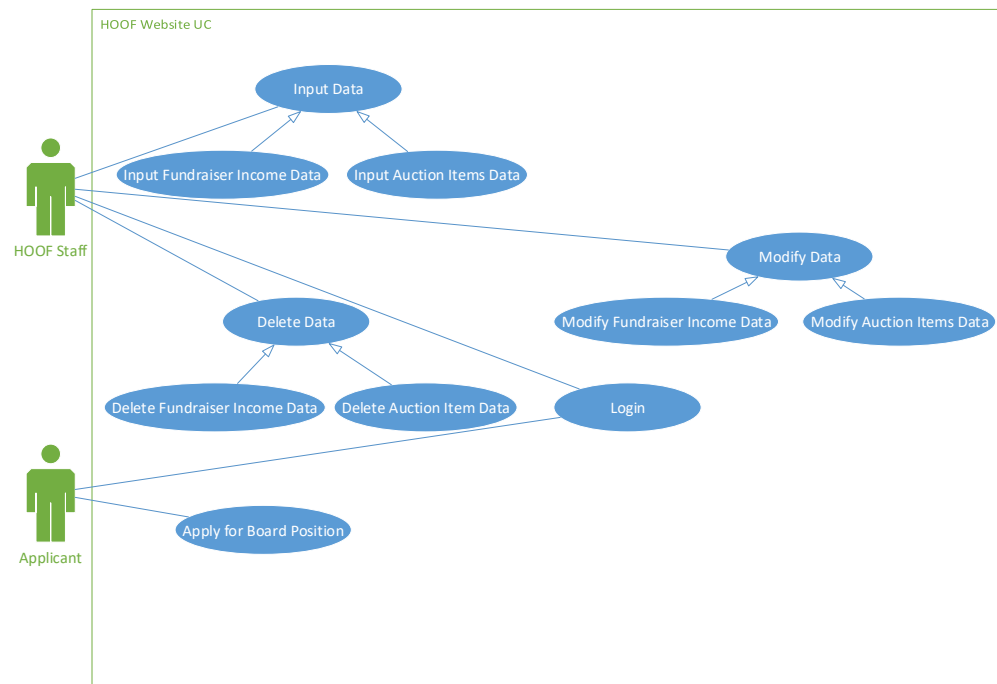 HOOF Website UC
Input Data
Input Fundraiser Income Data
Input Auction Items Data
HOOF Staff
Modify Data
Delete Data
Modify Fundraiser Income Data
Modify Auction Items Data
Delete Fundraiser Income Data
Delete Auction Item Data
Login
Apply for Board Position
Applicant